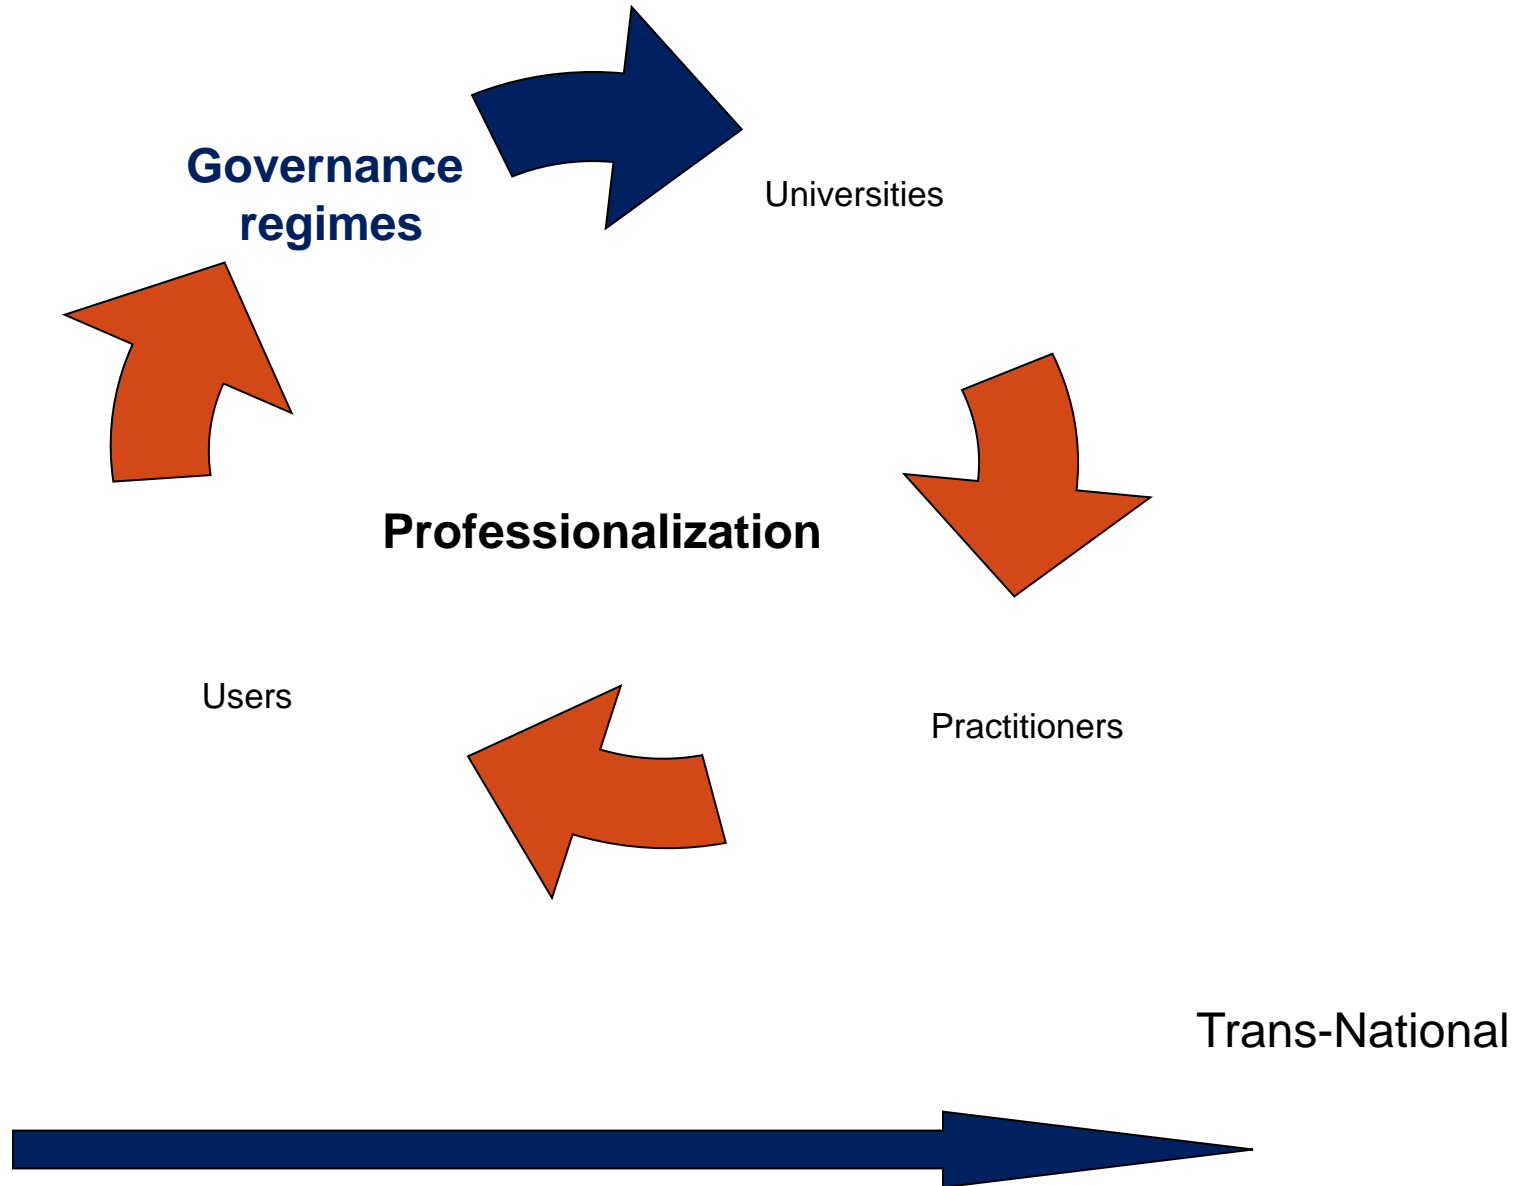 Governance
regimes
Universities
Professionalization
Users
Practitioners
Trans-National